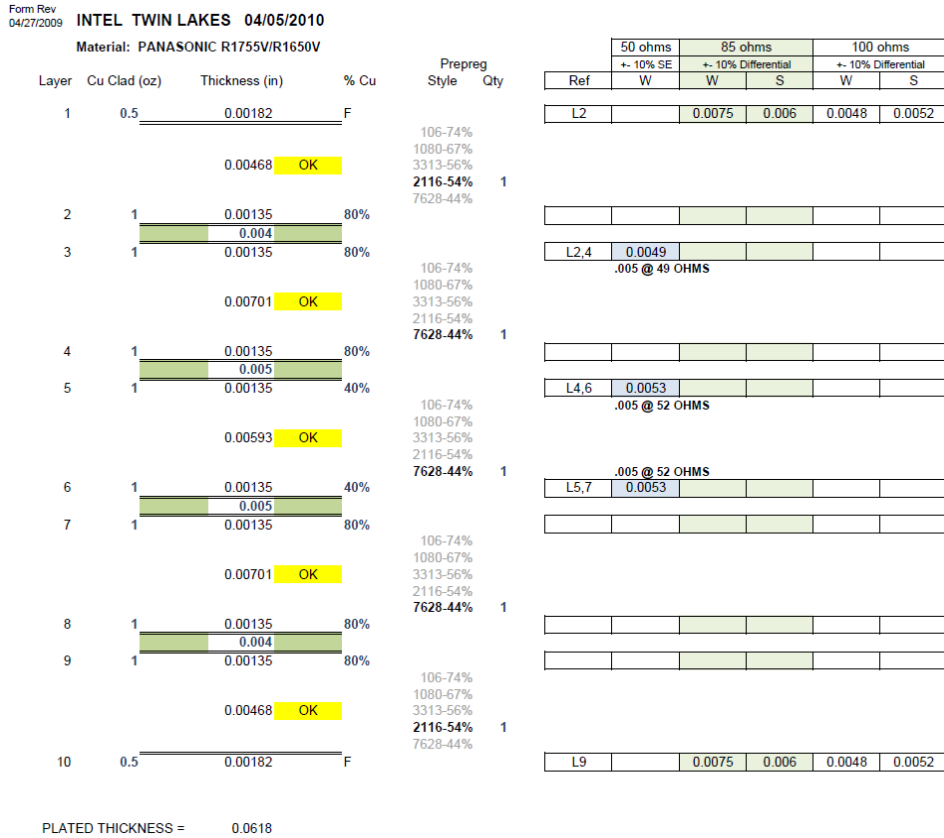 Form Rev
04/27/2009 INTEL TWIN LAKES 04/05/2010
Material: PANASONIC R1755V/R1650V
50 ohms 85 ohms 100 ohms
Prepreg +- 10% SE +- 10% Differential +- 10% Differential
Layer Cu Clad (oz) Thickness (in) % Cu Style Qty Ref W W S W S
1 0.5 0.00182 F L2 0.0075 0.006 0.0048 0.0052
106-74%
1080-67%
0.00468 OK 3313-56%
2116-54% 1
7628-44%
2 1 0.00135 80%
0.004
3 1 0.00135 80% L2,4 0.0049
106-74% .005 @ 49 OHMS
1080-67%
0.00701 OK 3313-56%
2116-54%
7628-44% 1
4 1 0.00135 80%
0.005
5 1 0.00135 40% L4,6 0.0053
106-74% .005 @ 52 OHMS
1080-67%
0.00593 OK 3313-56%
2116-54%
7628-44% 1 .005 @ 52 OHMS
6 1 0.00135 40% L5,7 0.0053
0.005
7 1 0.00135 80%
106-74%
1080-67%
0.00701 OK 3313-56%
2116-54%
7628-44% 1
8 1 0.00135 80%
0.004
9 1 0.00135 80%
106-74%
1080-67%
0.00468 OK 3313-56%
2116-54% 1
7628-44%
10 0.5 0.00182 F L9 0.0075 0.006 0.0048 0.0052
PLATED THICKNESS = 0.0618